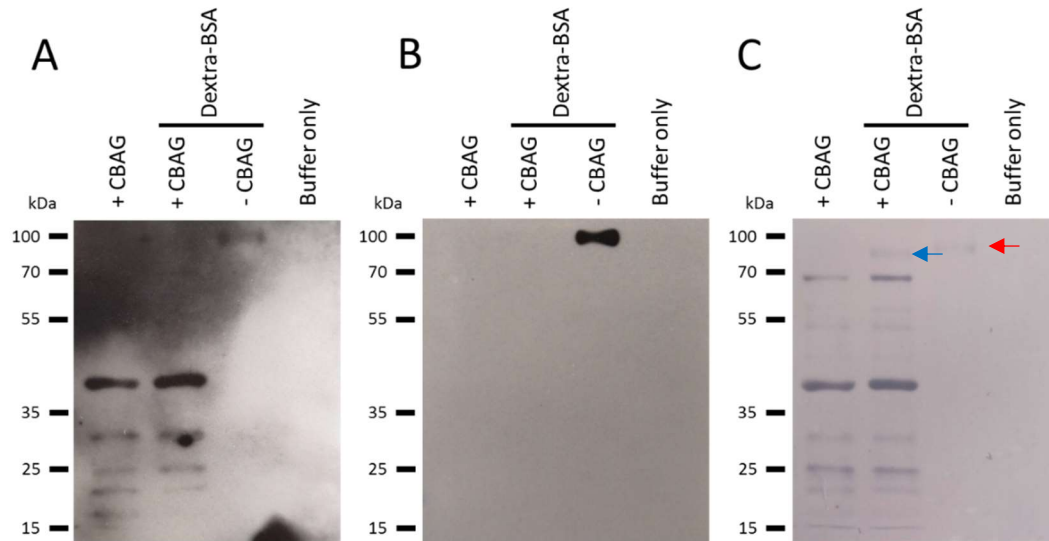 A
Dextra-BSA
+ CBAG
+ CBAG
- CBAG
Buffer only
kDa
100
70
55
35
25
15
B
Dextra-BSA
+ CBAG
+ CBAG
- CBAG
Buffer only
kDa
100
70
55
35
25
15
C
Dextra-BSA
+ CBAG
+ CBAG
- CBAG
Buffer only
kDa
100
70
55
35
25
15